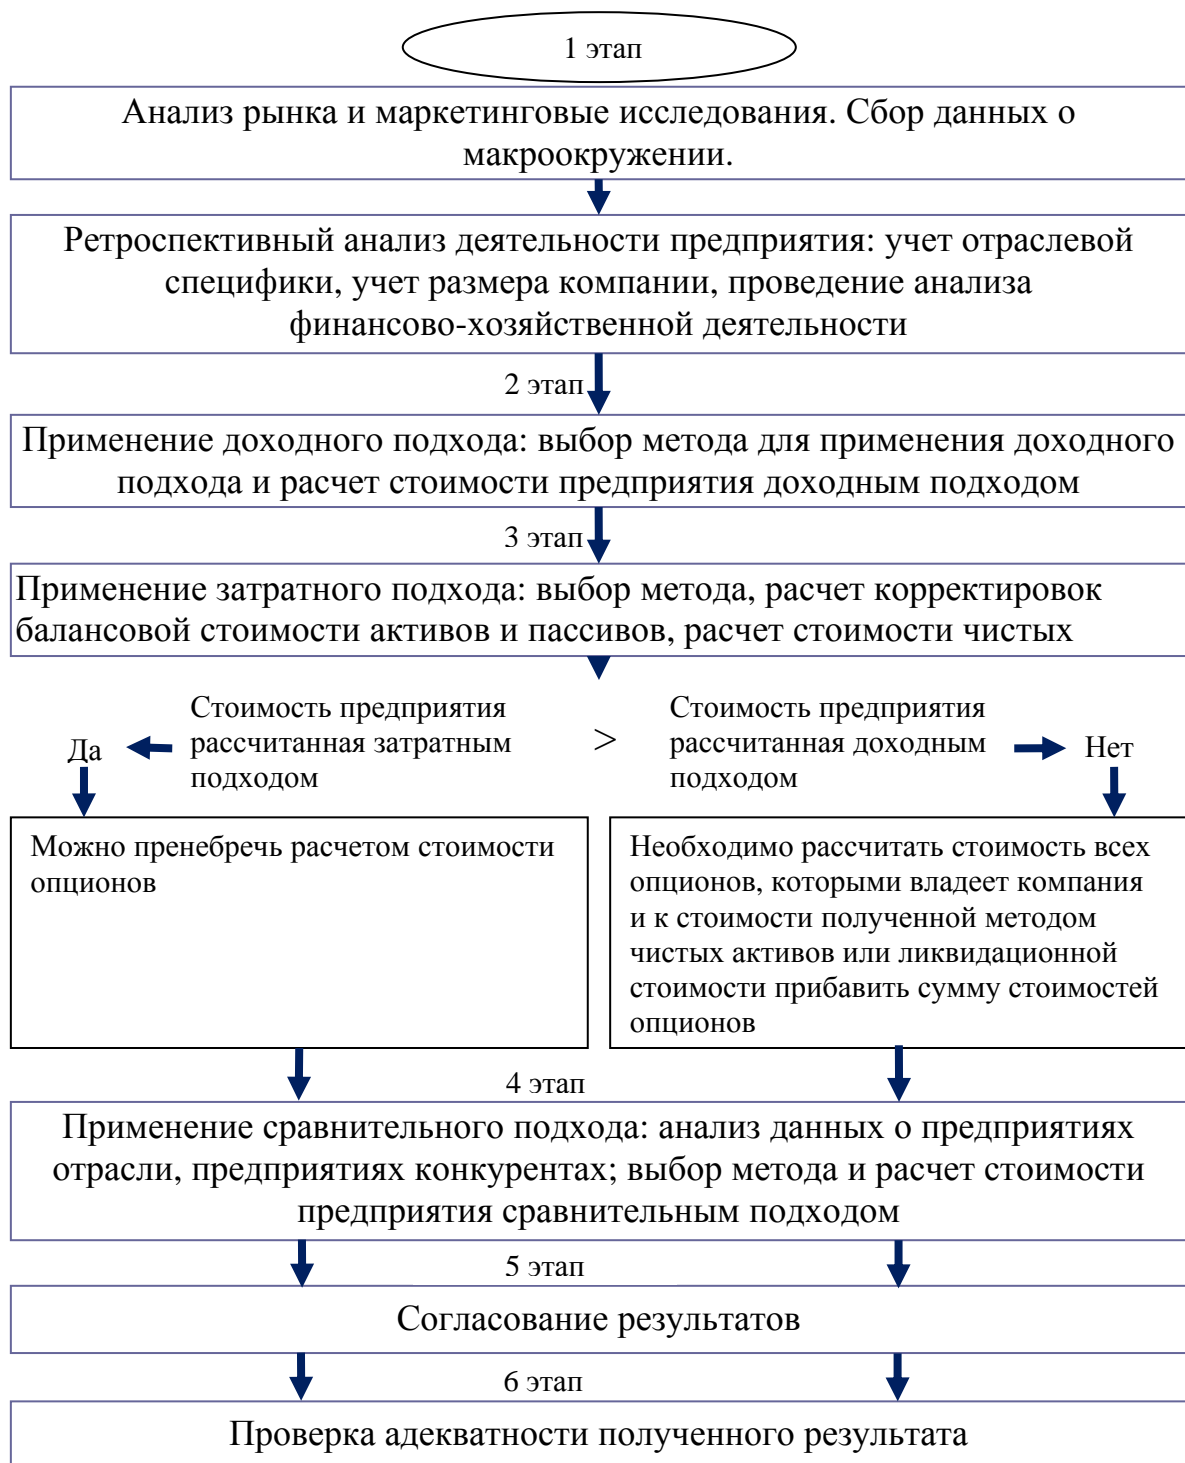 1 этап
Анализ рынка и маркетинговые исследования. Сбор данных о
макроокружении.
Ретроспективный анализ деятельности предприятия: учет отраслевой
специфики, учет размера компании, проведение анализа
финансово-хозяйственной деятельности
2 этап
Применение доходного подхода: выбор метода для применения доходного
подхода и расчет стоимости предприятия доходным подходом
3 этап
Применение затратного подхода: выбор метода, расчет корректировок
балансовой стоимости активов и пассивов, расчет стоимости чистых
Стоимость предприятия
рассчитанная затратным
подходом
>
Стоимость предприятия
рассчитанная доходным
подходом
Да
Нет
Можно пренебречь расчетом стоимости
опционов
Необходимо рассчитать стоимость всех
опционов, которыми владеет компания
и к стоимости полученной методом
чистых активов или ликвидационной
стоимости прибавить сумму стоимостей
опционов
4 этап
Применение сравнительного подхода: анализ данных о предприятиях
отрасли, предприятиях конкурентах; выбор метода и расчет стоимости
предприятия сравнительным подходом
5 этап
Согласование результатов
6 этап
Проверка адекватности полученного результата